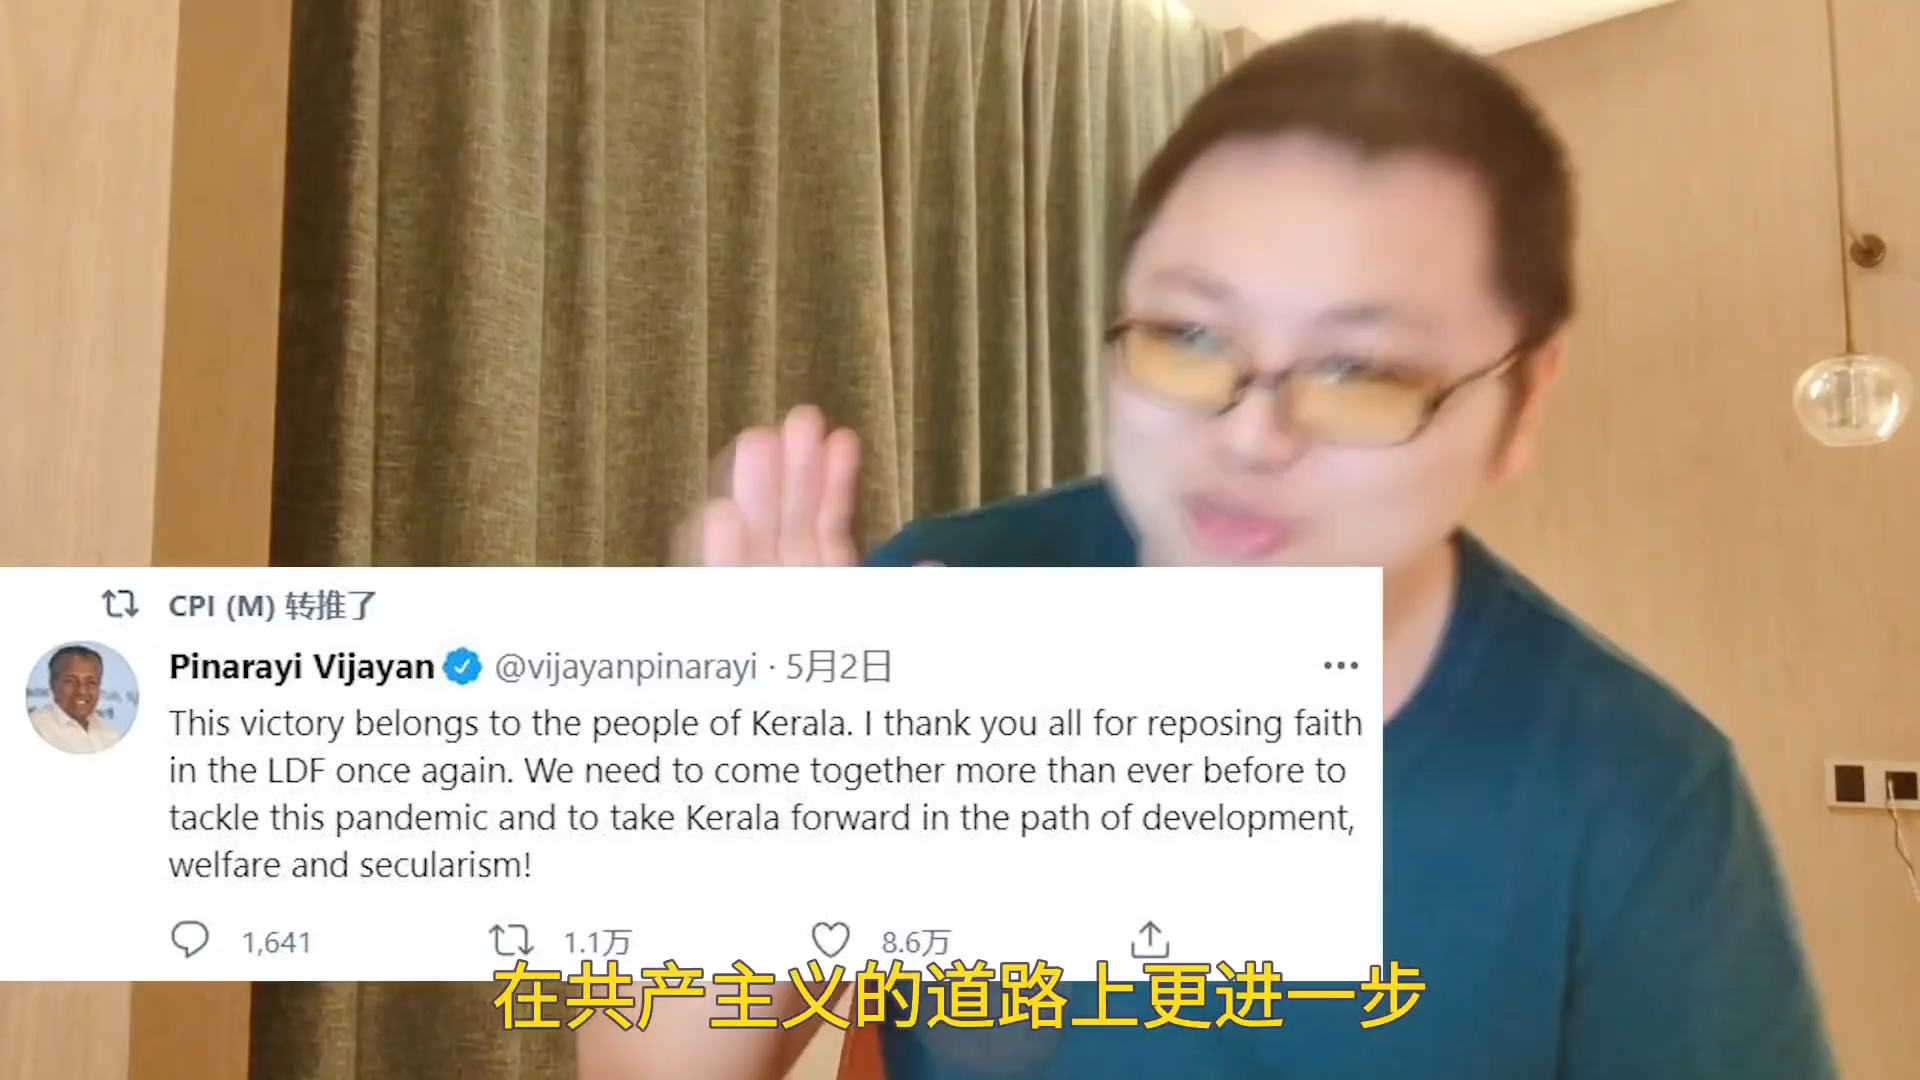 CPI (M) 转推了
Pinarayi Vijayan @vijayanpinarayi · 5月2日
This victory belongs to the people of Kerala. I thank you all for reposing faith
in the LDF once again. We need to come together more than ever before to
tackle this pandemic and to take Kerala forward in the path of development,
welfare and secularism!
1,641 1.1万 8.6万
在共产主义的道路上更进一步